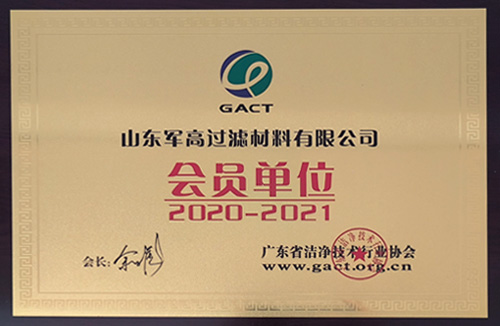 GACT
山东军高过滤材料有限公司
会员单位
2020-2021
会长:
广东省洁净技术行业协会
www.gact.org.cn